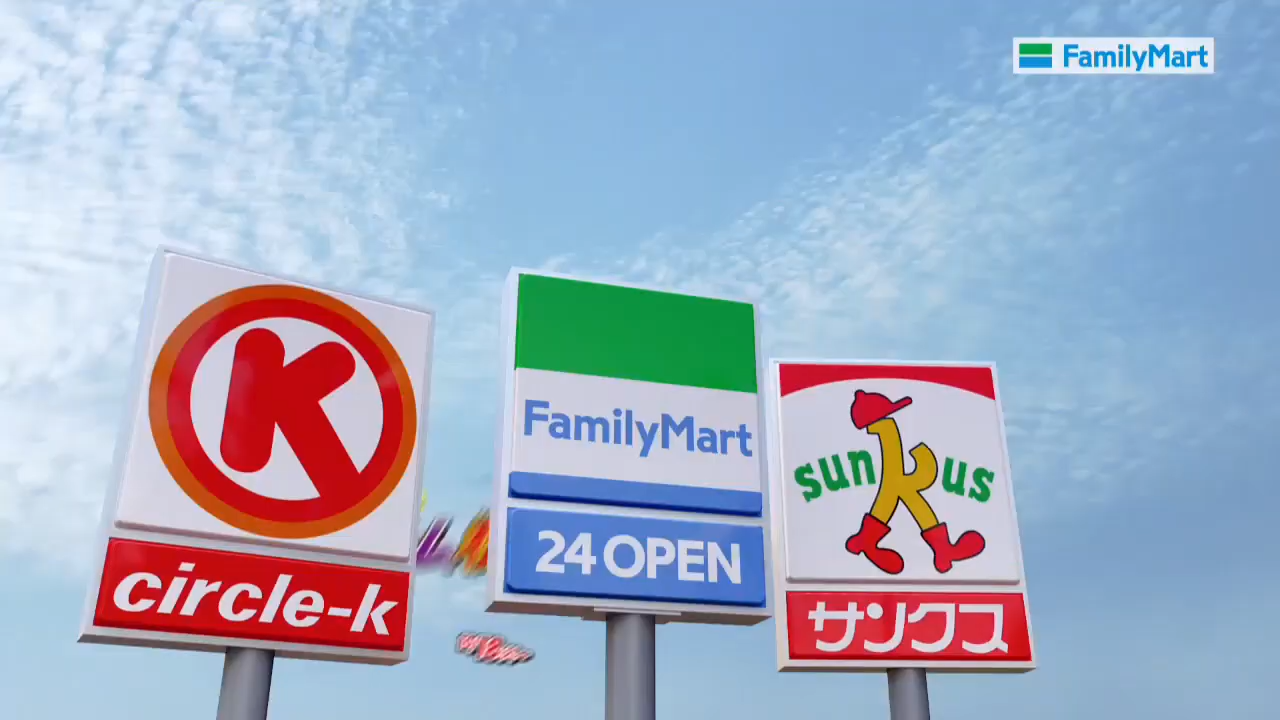 FamilyMart
K
circle-k
FamilyMart
24 OPEN
sunkus
サンクス